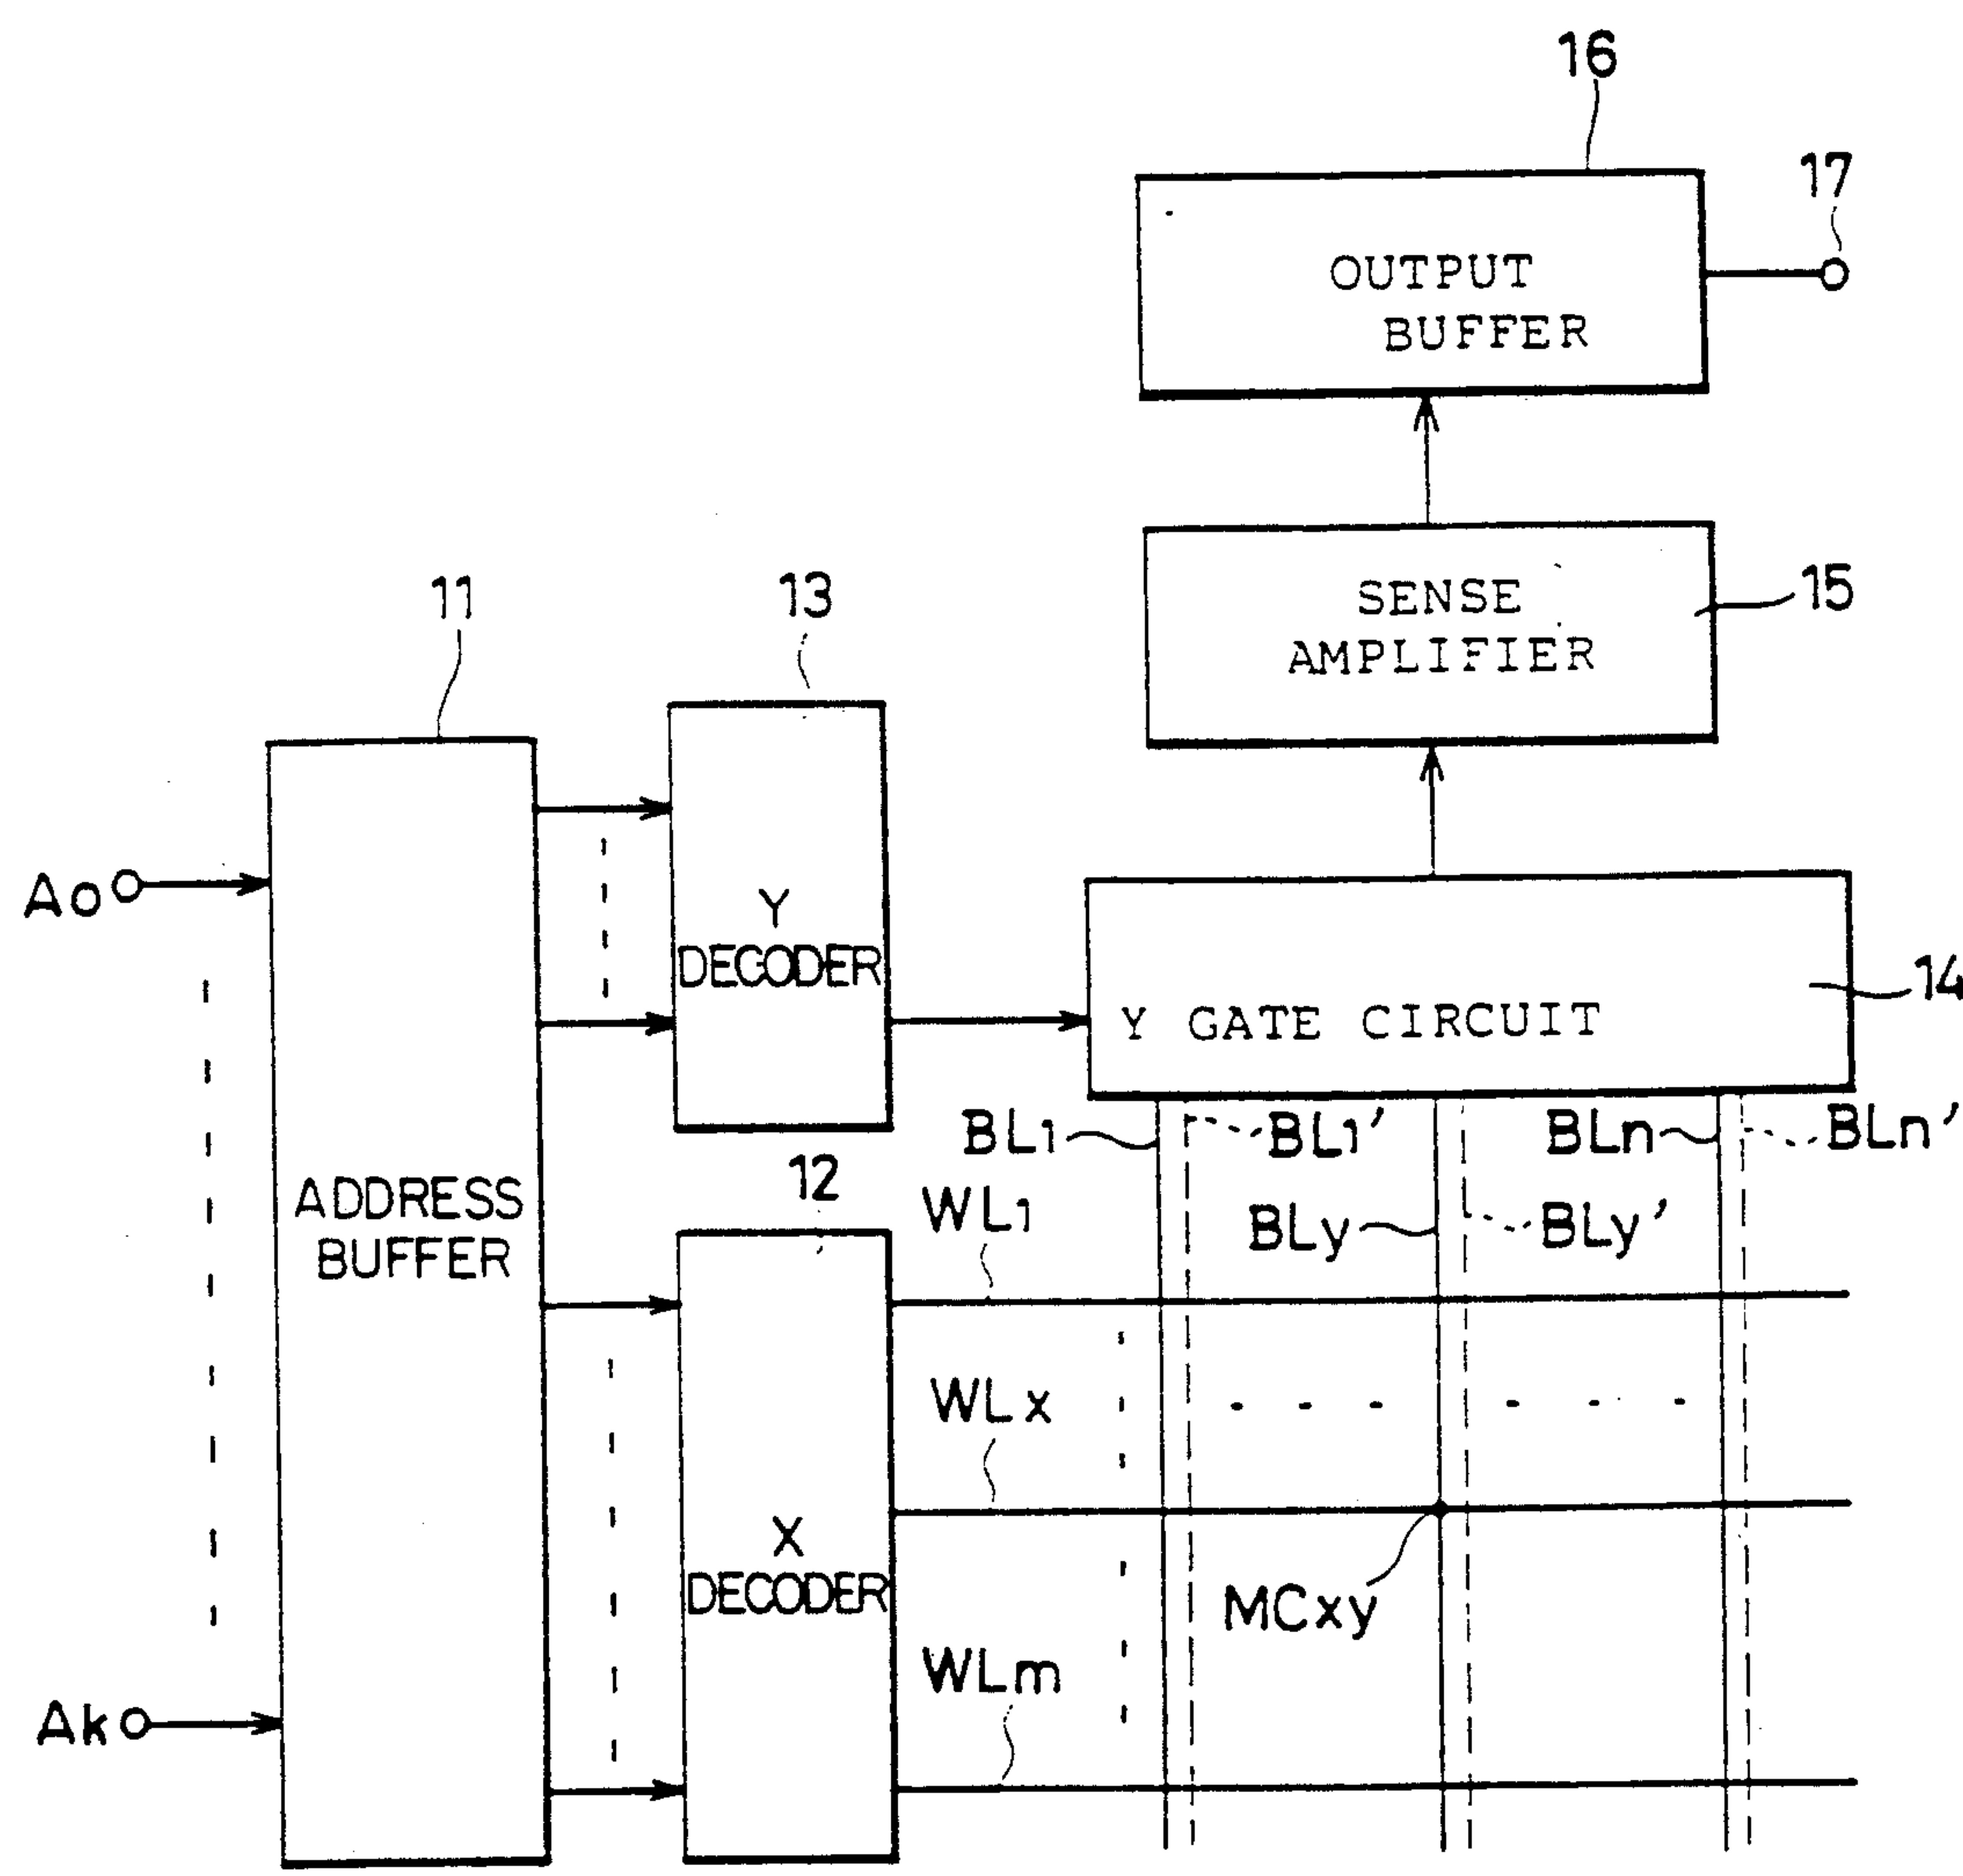 16
17
OUTPUT
BUFFER
SENSE
AMPLIFIER
15
11
13
Ao
Y
DECODER
Y GATE CIRCUIT
14
BL1
BL1'
BLn
BLn'
12
WL1
BLy
BLy'
ADDRESS
BUFFER
WLx
X
DECODER
MCxy
WLm
Ak